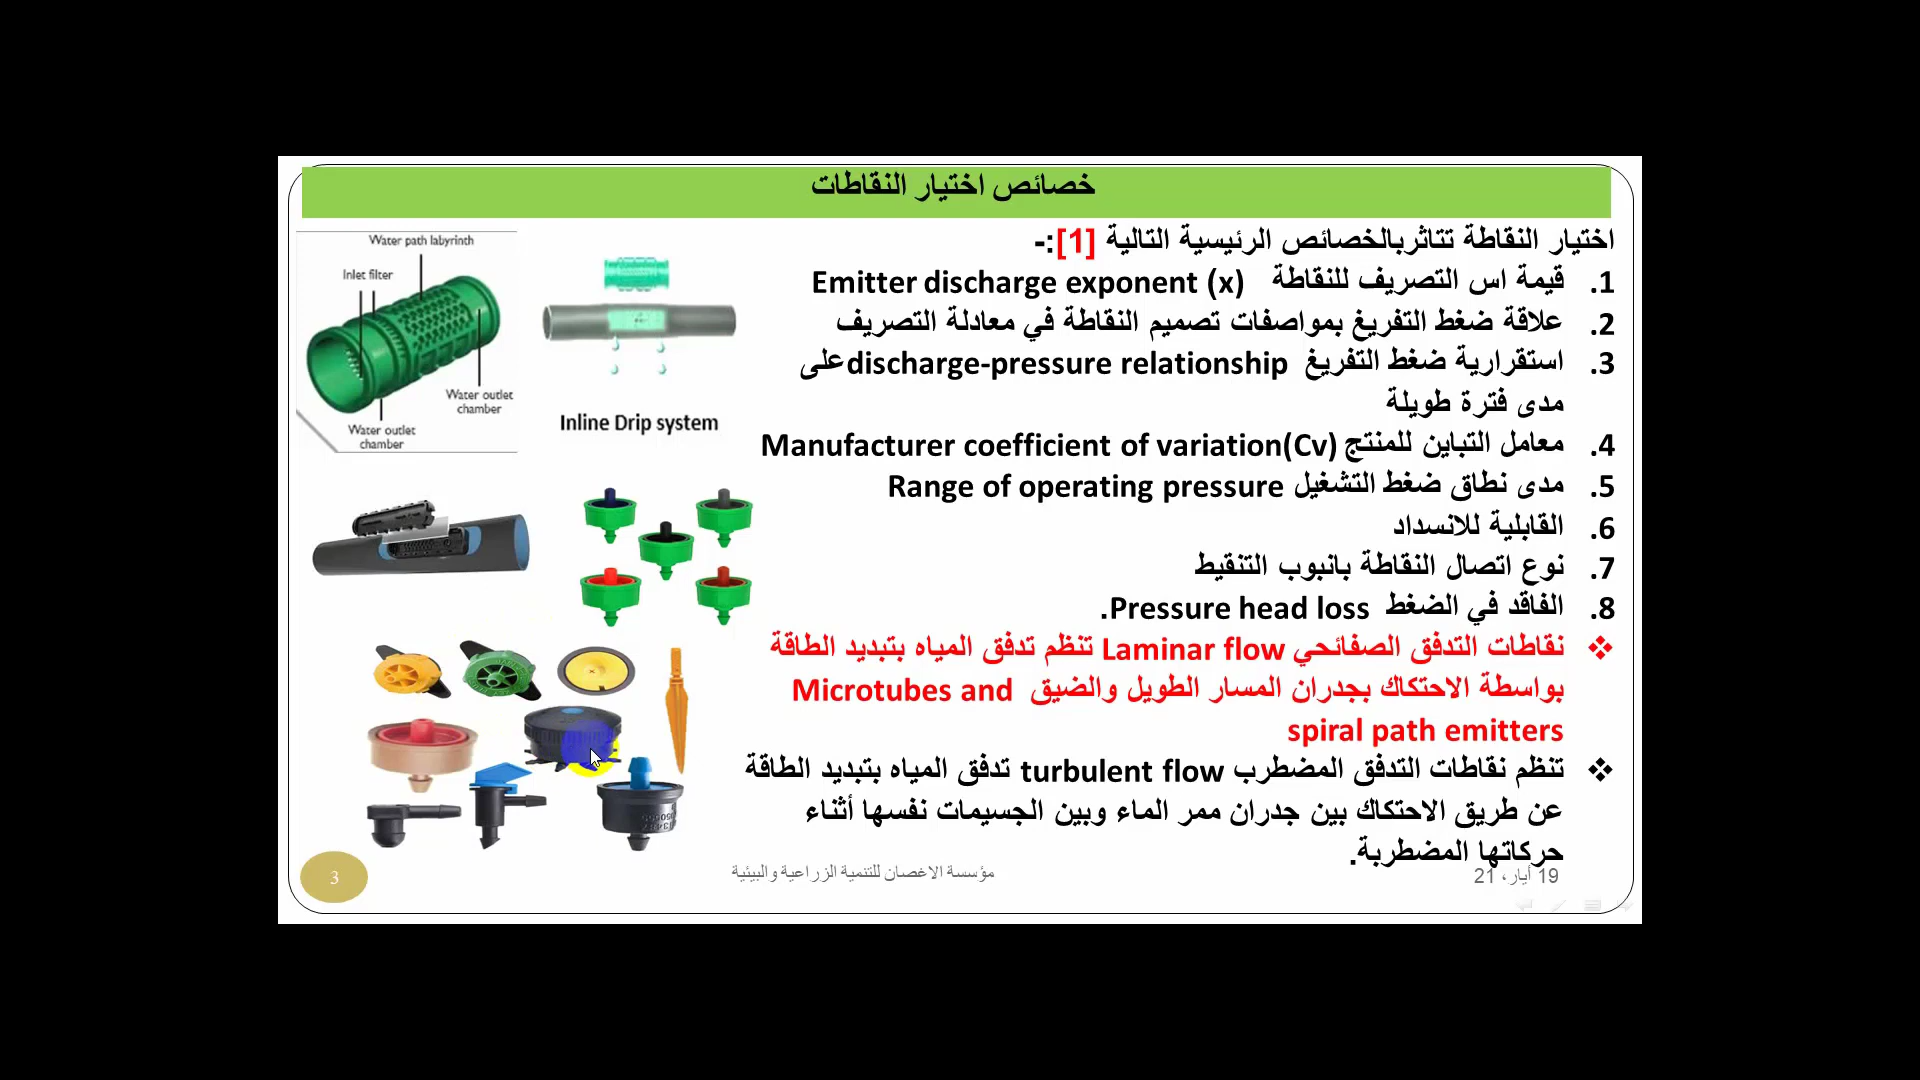 خصائص اختيار النقاطات
اختيار النقاطة تتاثربالخصائص الرئيسية التالية [1]:-
1. قيمة اس التصريف للنقاطة Emitter discharge exponent (x)
2. علاقة ضغط التفريغ بمواصفات تصميم النقاطة في معادلة التصريف
3. استقرارية ضغط التفريغ discharge-pressure relationship على
مدى فترة طويلة
4. معامل التباين للمنتج Manufacturer coefficient of variation(Cv)
5. مدى نطاق ضغط التشغيل Range of operating pressure
6. القابلية للانسداد
7. نوع اتصال النقاطة بانبوب التنقيط
8. الفاقد في الضغط Pressure head loss.
❖ نقاطات التدفق الصفائحي Laminar flow تنظم تدفق المياه بتبديد الطاقة
بواسطة الاحتكاك بجدران المسار الطويل والضيق Microtubes and
spiral path emitters
❖ تنظم نقاطات التدفق المضطرب turbulent flow تدفق المياه بتبديد الطاقة
عن طريق الاحتكاك بين جدران ممر الماء وبين الجسيمات نفسها أثناء
حركاتها المضطربة.
Water path labyrinth
Inlet filter
Water outlet
chamber
Water outlet
chamber
Inline Drip system
19 أيار، 21
مؤسسة الاغصان للتنمية الزراعية والبيئية
3